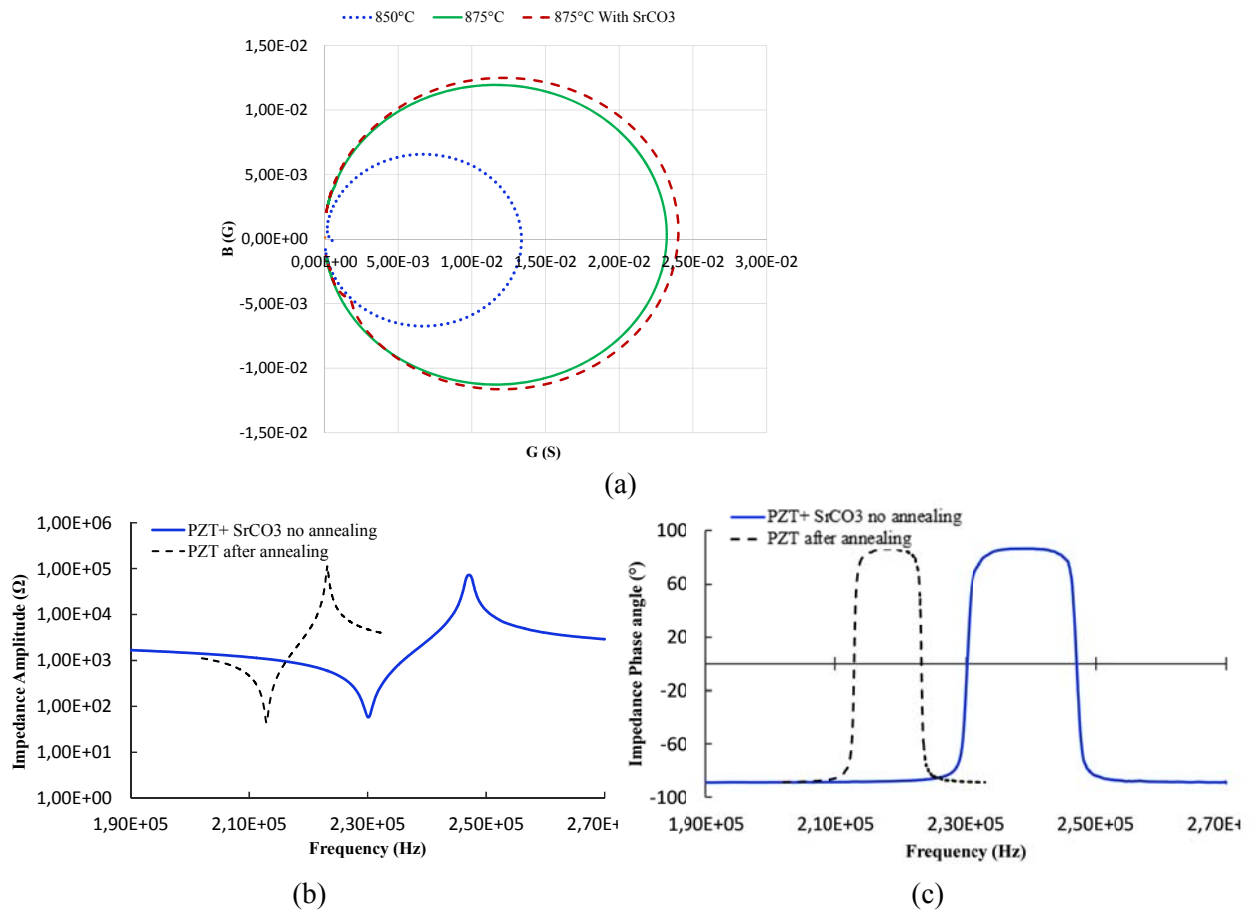 850°C 875°C 875°C With SrCO3
1,50E-02
1,00E-02
5,00E-03
0,00E+00
-5,00E-03
-1,00E-02
-1,50E-02
B (G)
0,00E+00 5,00E-03 1,00E-02 1,50E-02 2,00E-02 2,50E-02 3,00E-02
G (S)
(a)
PZT+ SrCO3 no annealing
PZT after annealing
1,00E+06
1,00E+05
1,00E+04
1,00E+03
1,00E+02
1,00E+01
1,00E+00
Impedance Amplitude (Ω)
1,90E+05 2,10E+05 2,30E+05 2,50E+05 2,70E+
Frequency (Hz)
(b)
PZT+ SrCO3 no annealing
PZT after annealing
100
60
20
-20
-60
-100
Impedance Phase angle (°)
1,90E+05 2,10E+05 2,30E+05 2,50E+05 2,70E+
Frequency (Hz)
(c)